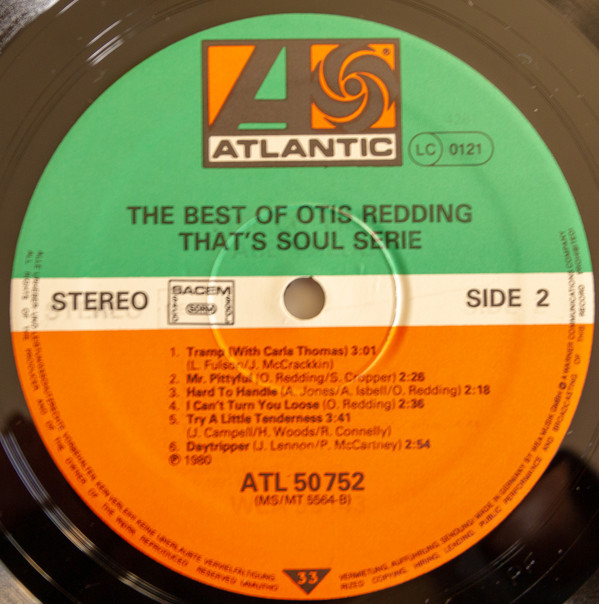 ATLANTIC
LC 0121
THE BEST OF OTIS REDDING
THAT'S SOUL SERIE
STEREO
SACEM
SIDE 2
1. Tramp (With Carla Thomas) 3:01
(L. Fulson/J. McCrackkin)
2. Mr. Pittyful (O. Redding/S. Cropper) 2:26
3. Hard To Handle (A. Jones/A. Isbell/O. Redding) 2:18
4. I Can't Turn You Loose (O. Redding) 2:36
5. Try A Little Tenderness 3:41
(J. Campell/H. Woods/R. Connelly)
6. Daytripper (J. Lennon/P. McCartney) 2:54
℗ 1980
ATL 50752
(MS/MT 5564-B)
33